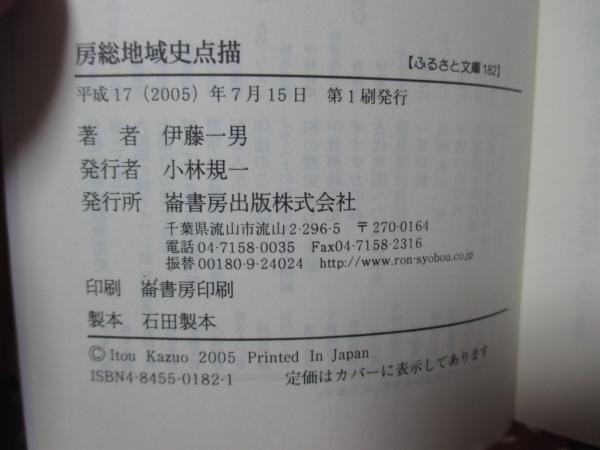 房総地域史点描
【ふるさと文庫182】
平成17（2005）年7月15日 第1刷発行
著 者 伊藤一男
発行者 小林規一
発行所 崙書房出版株式会社
千葉県流山市流山2-296-5 〒270-0164
電話04-7158-0035 Fax04-7158-2316
振替00180-9-24024 http://www.ron-syobou.co.jp
印刷 崙書房印刷
製本 石田製本
©Itou Kazuo 2005 Printed In Japan
ISBN4-8455-0182-1 定価はカバーに表示してあります